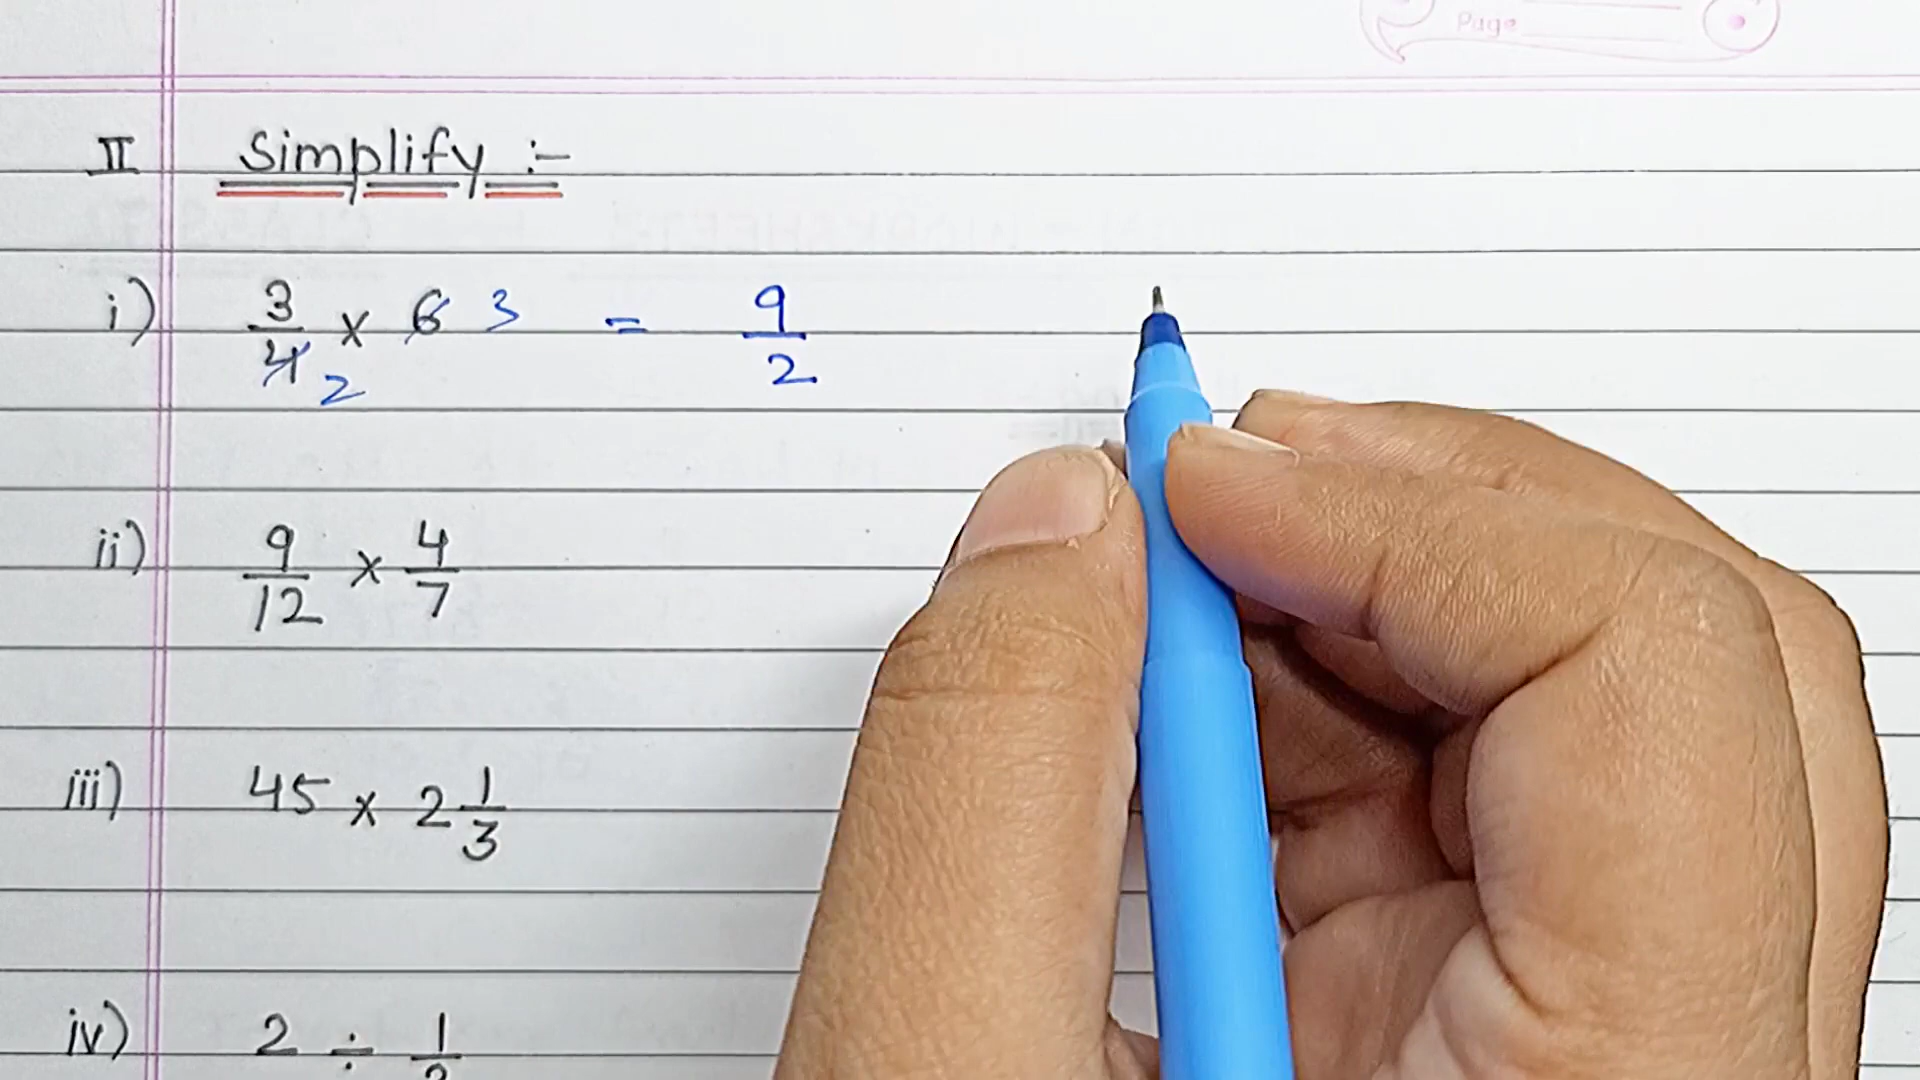 Page
II Simplify :-
i) 3/4 2 × 6 3 = 9/2
ii) 9/12 × 4/7
iii) 45 × 2 1/3
iv) 2 ÷ 1/